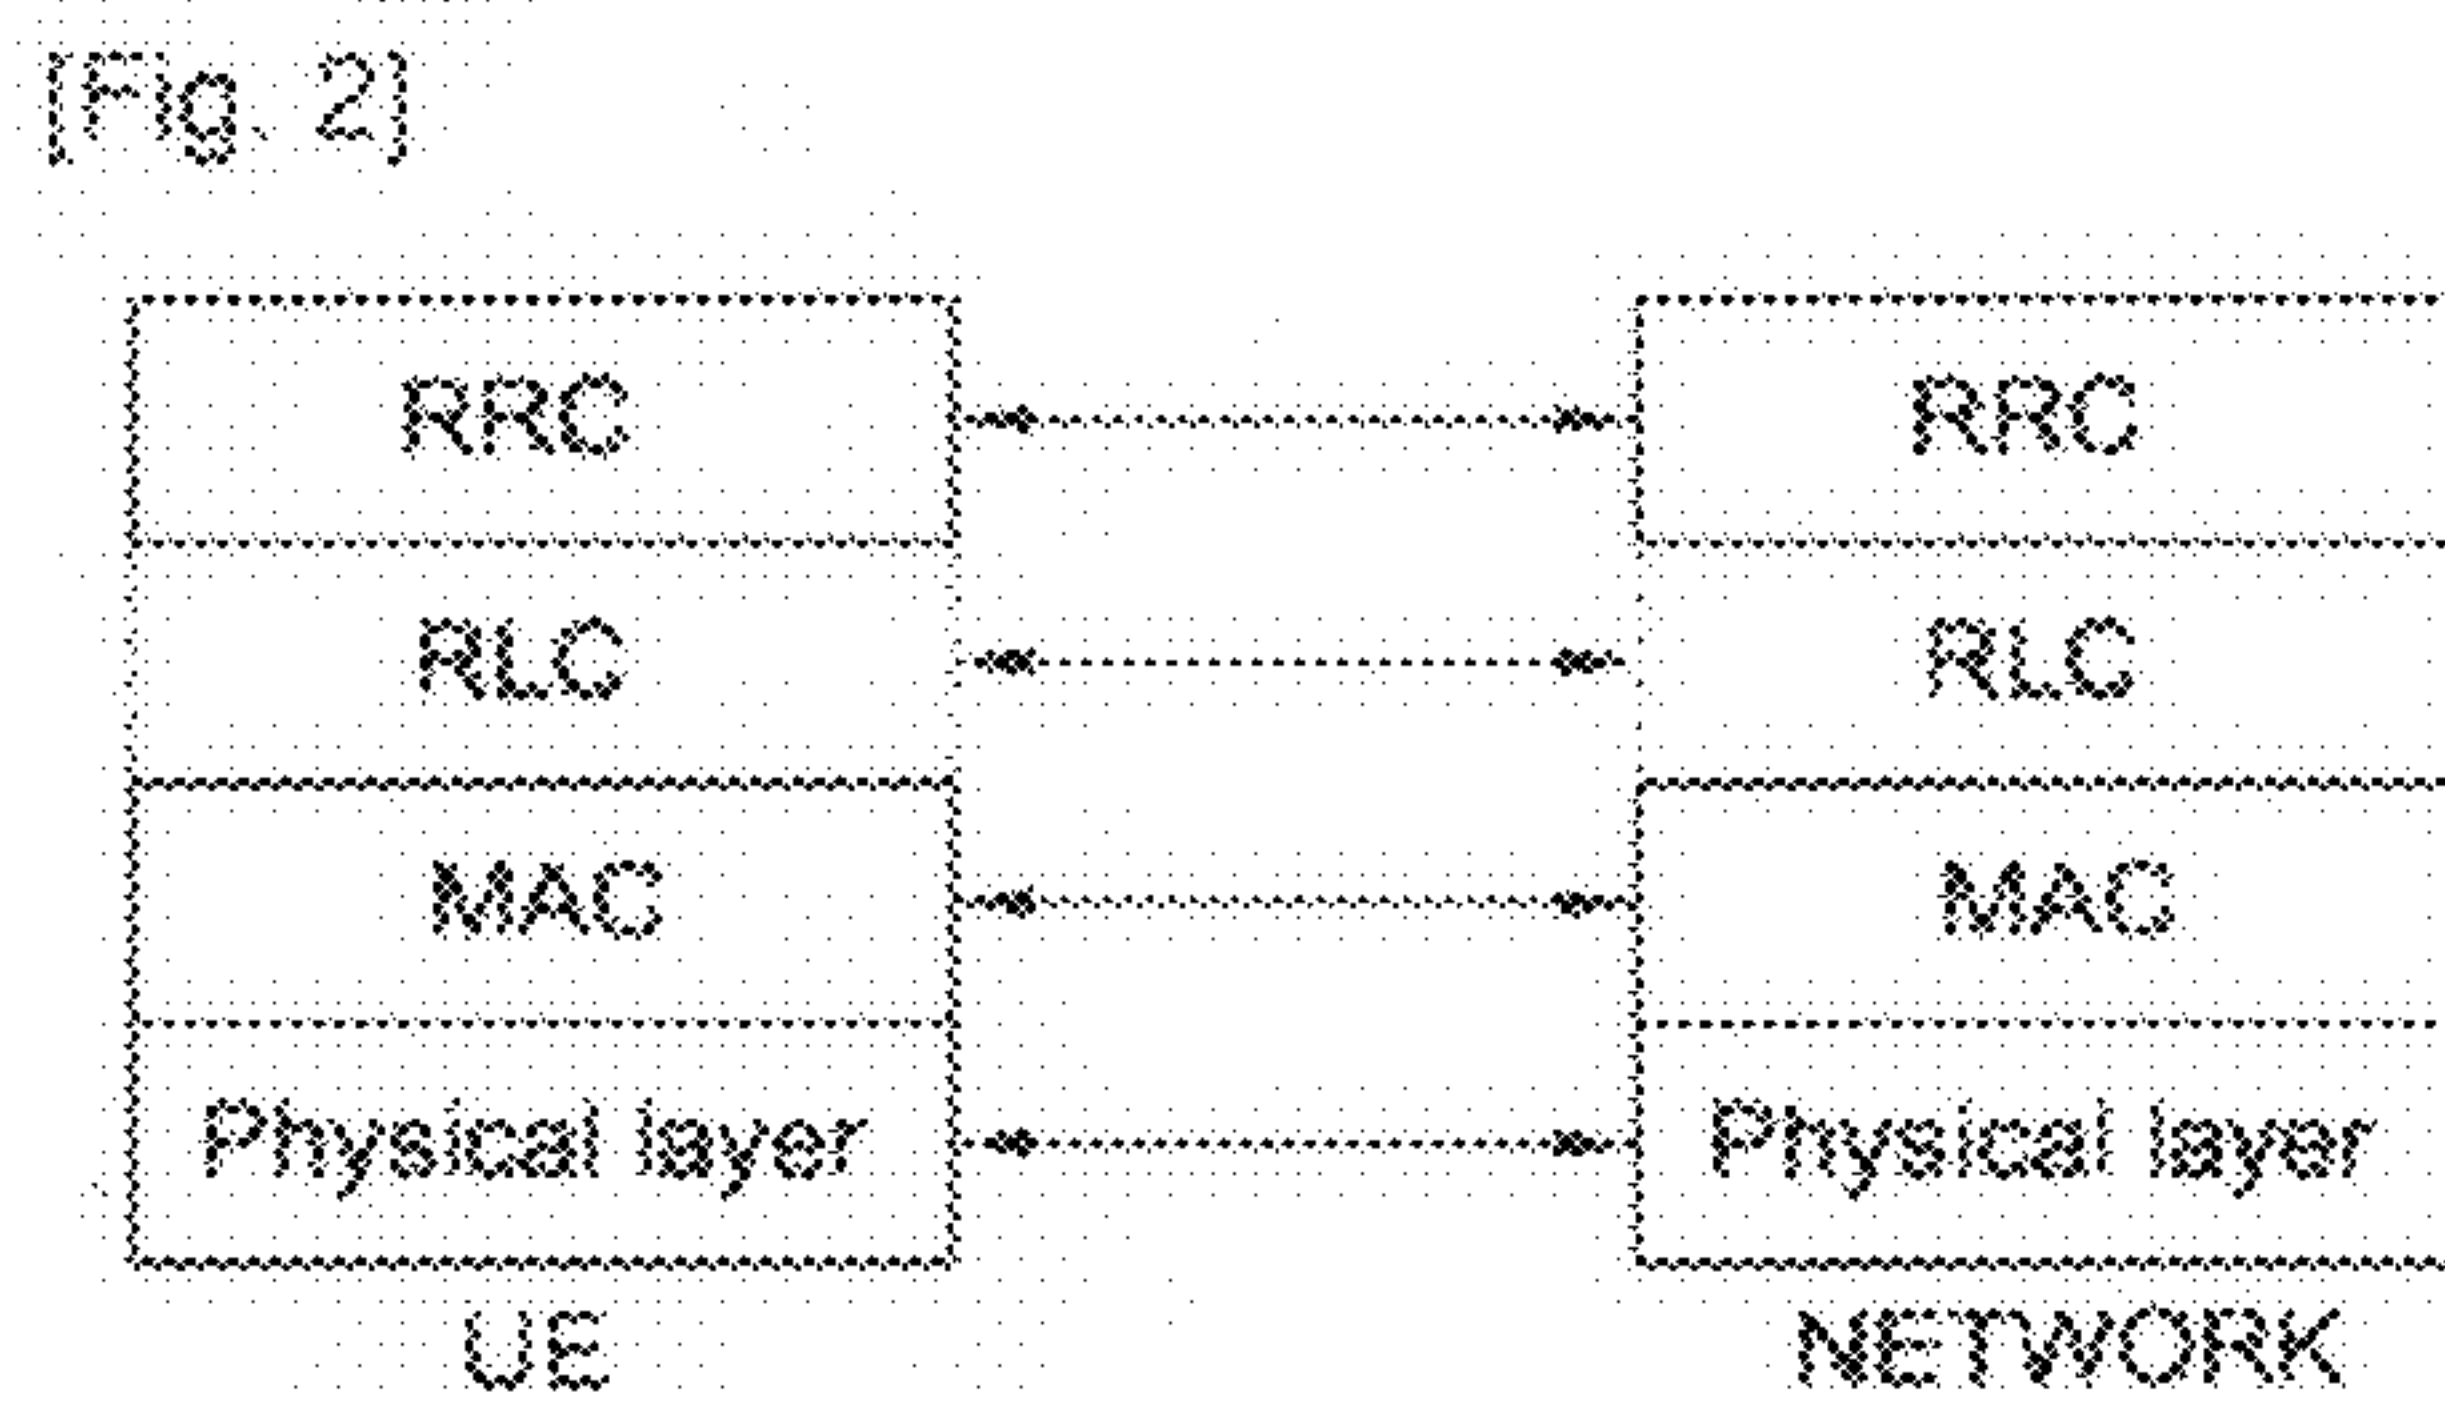 [Fig. 2]
RRC RRC
RLC RLC
MAC MAC
Physical layer Physical layer
UE NETWORK